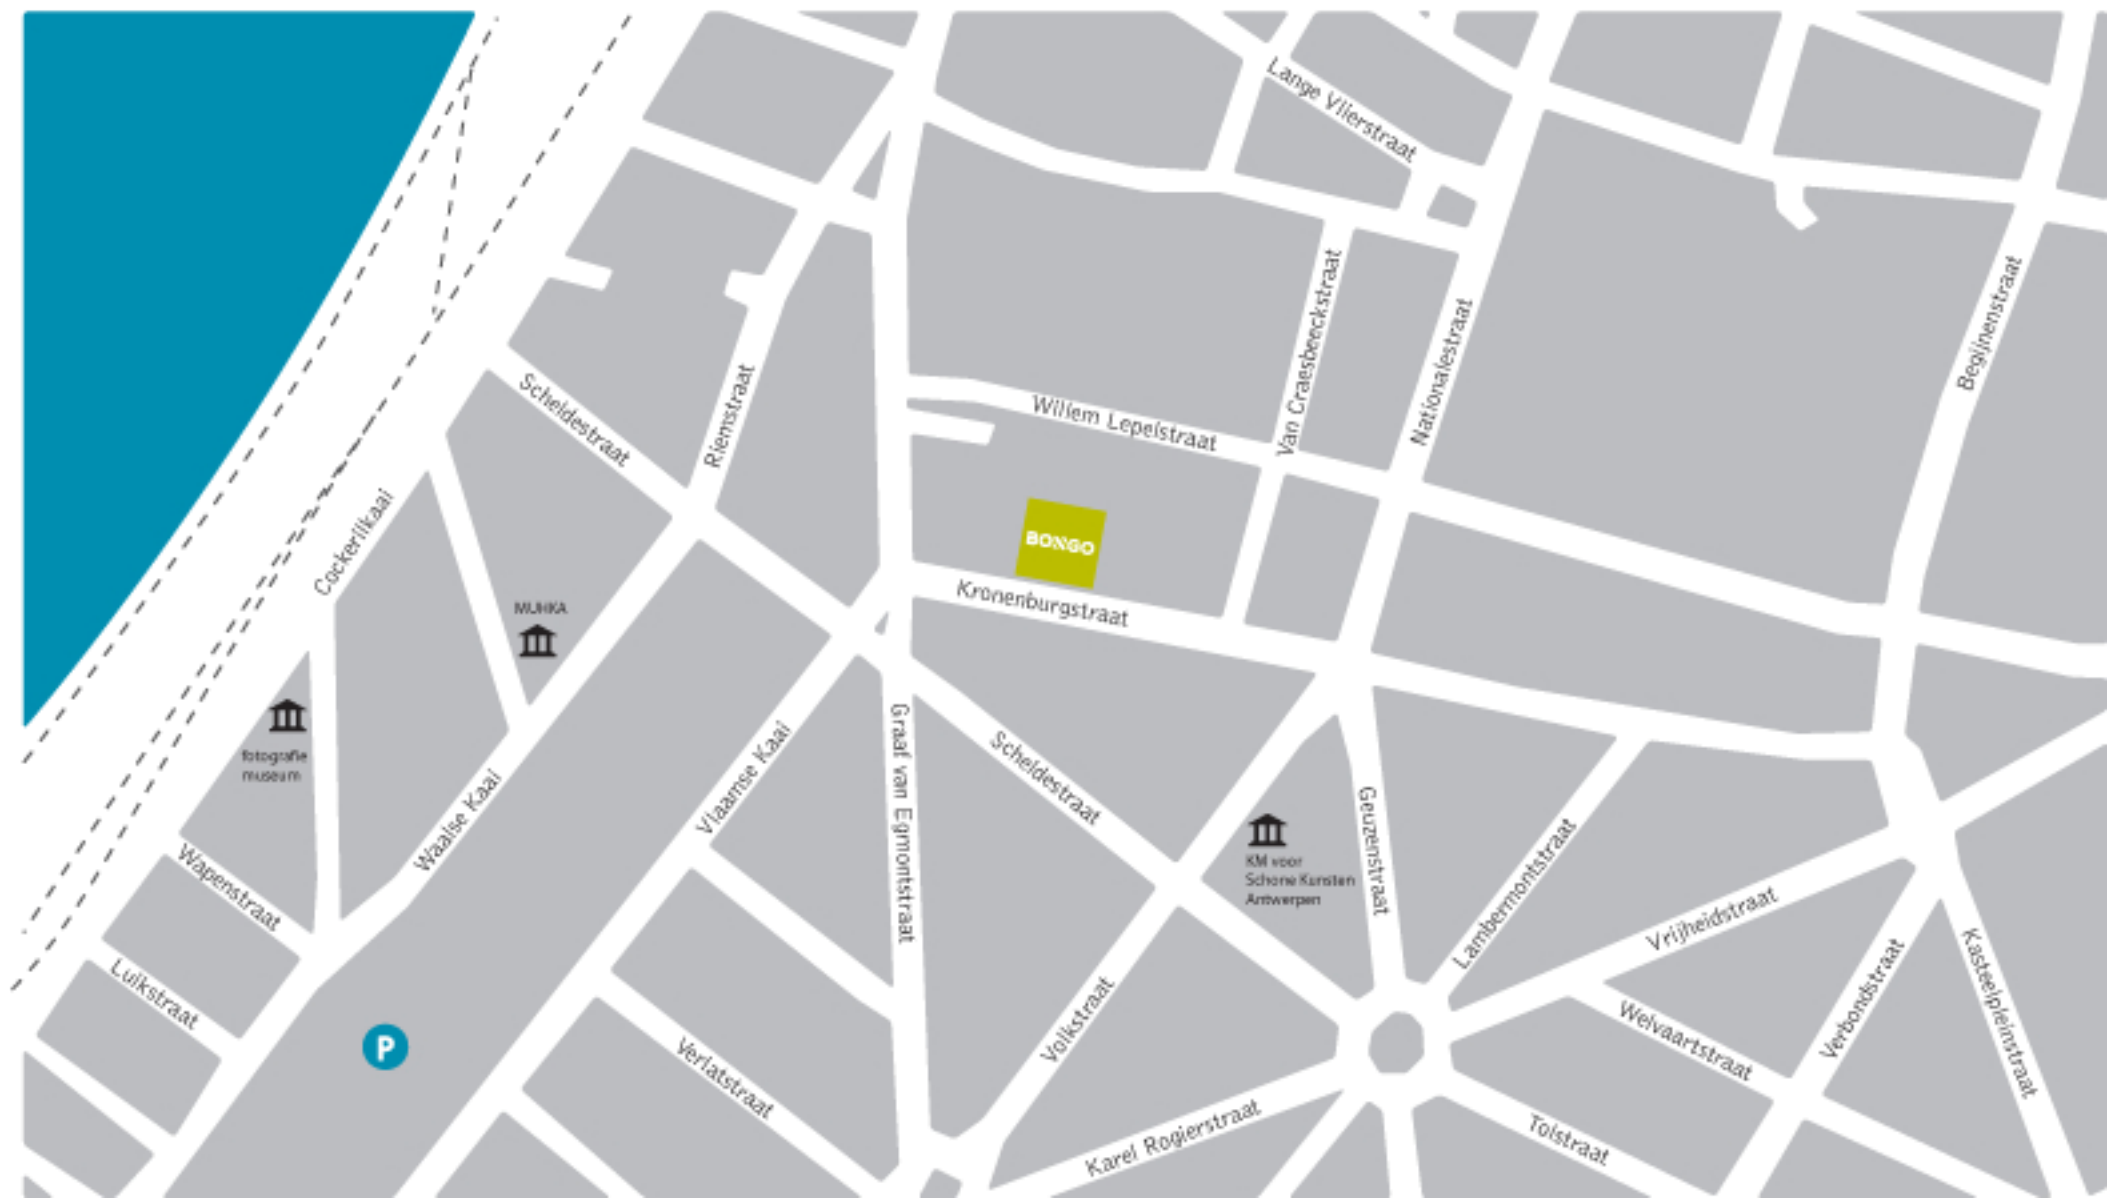 Lange Vlierstraat
Van Craesbeeckstraat
Nationalestraat
Begijnenstraat
Scheldestraat
Riemstraat
Willem Lepelstraat
Cockerilkaai
BONGO
Kronenburgstraat
MUHKA
fotografie
museum
Graaf van Egmontstraat
Vlaamse Kaai
Scheldestraat
Waalse Kaai
Geuzenstraat
KM voor
Schone Kunsten
Antwerpen
Lambermontstraat
Wapenstraat
Vrijheidstraat
Verbondstraat
Kasteelpleinstraat
Luikstraat
Volkstraat
Welvaartstraat
P
Verlatstraat
Karel Rogierstraat
Tolstraat